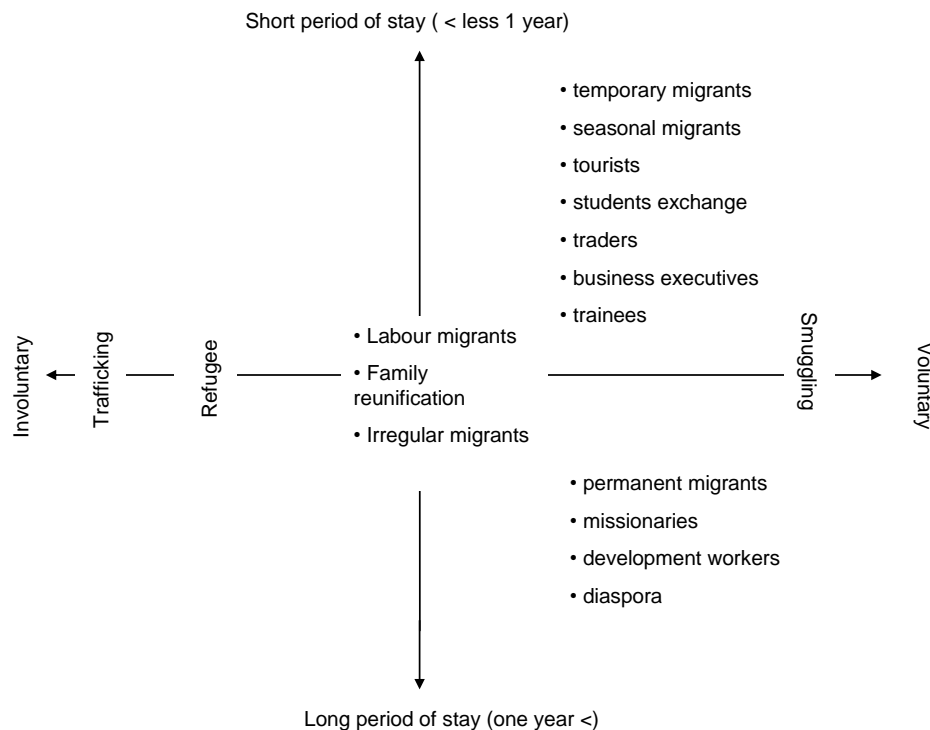 Short period of stay ( < less 1 year)
• temporary migrants
• seasonal migrants
• tourists
• students exchange
• traders
• business executives
• trainees
Involuntary
Trafficking
Refugee
• Labour migrants
• Family
reunification
• Irregular migrants
Smuggling
Voluntary
• permanent migrants
• missionaries
• development workers
• diaspora
Long period of stay (one year <)